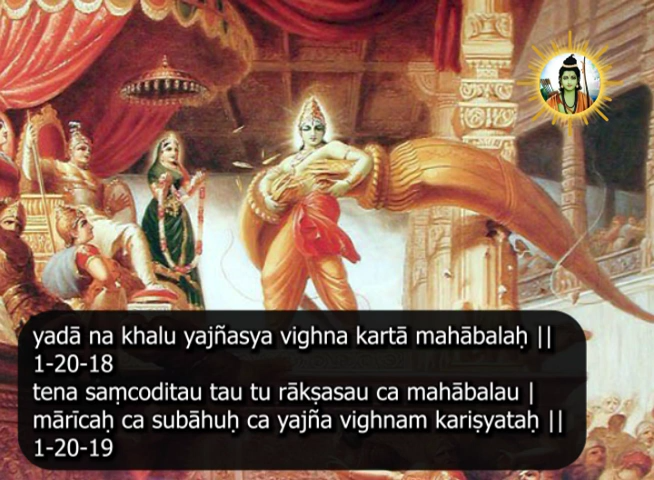 yadā na khalu yajñasya vighna kartā mahābalaḥ ||
1-20-18
tena saṃcoditau tau tu rākṣasau ca mahābalau |
mārīcaḥ ca subāhuḥ ca yajña vighnam kariṣyataḥ ||
1-20-19